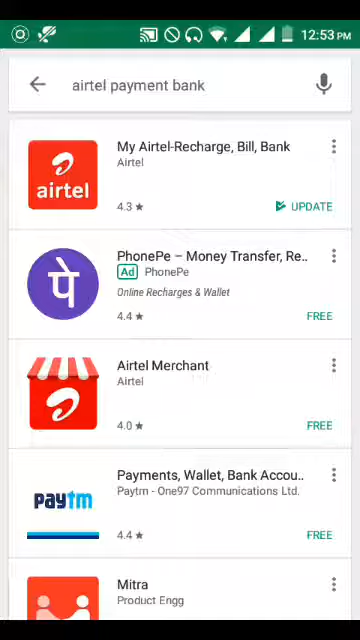 12:53 PM
airtel payment bank
My Airtel-Recharge, Bill, Bank
Airtel
airtel
4.3 ★
UPDATE
PhonePe – Money Transfer, Re..
Ad PhonePe
पे
Online Recharges & Wallet
4.4 ★
FREE
Airtel Merchant
Airtel
4.0 ★
FREE
Payments, Wallet, Bank Accou..
Paytm - One97 Communications Ltd.
paytm
4.4 ★
FREE
Mitra
Product Engg